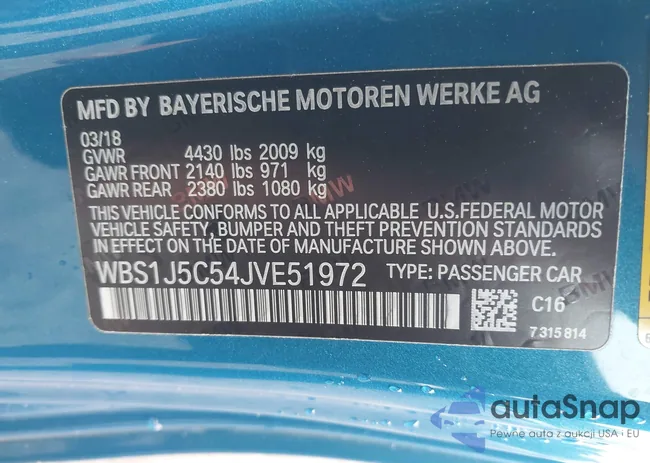 MFD BY BAYERISCHE MOTOREN WERKE AG
03/18
GVWR 4430 lbs 2009 kg
GAWR FRONT 2140 lbs 971 kg
GAWR REAR 2380 lbs 1080 kg
THIS VEHICLE CONFORMS TO ALL APPLICABLE U.S.FEDERAL MOTOR
VEHICLE SAFETY, BUMPER AND THEFT PREVENTION STANDARDS
IN EFFECT ON THE DATE OF MANUFACTURE SHOWN ABOVE.
WBS1J5C54JVE51972 TYPE: PASSENGER CAR
C16
7315814
autoSnap
Pewne auta z aukcji USA i EU